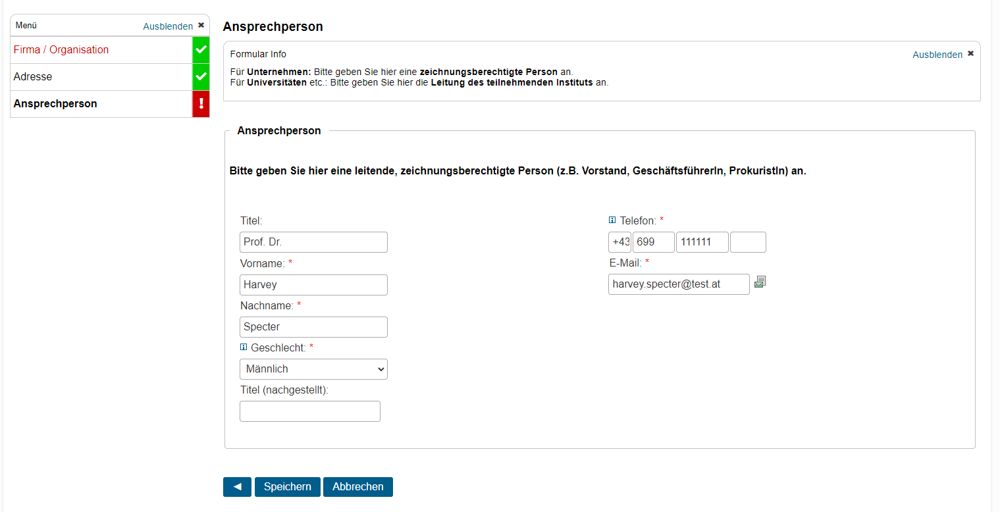 Menü
Ausblenden ✖
Firma / Organisation
Adresse
Ansprechperson
Ansprechperson
Formular Info
Ausblenden ✖
Für Unternehmen: Bitte geben Sie hier eine zeichnungsberechtigte Person an.
Für Universitäten etc.: Bitte geben Sie hier die Leitung des teilnehmenden Instituts an.
Ansprechperson
Bitte geben Sie hier eine leitende, zeichnungsberechtigte Person (z.B. Vorstand, GeschäftsführerIn, ProkuristIn) an.
Titel:
Prof. Dr.
Vorname: *
Harvey
Nachname: *
Specter
Geschlecht: *
Männlich
Titel (nachgestellt):
Telefon: *
+43 699 111111
E-Mail: *
harvey.specter@test.at
Speichern
Abbrechen